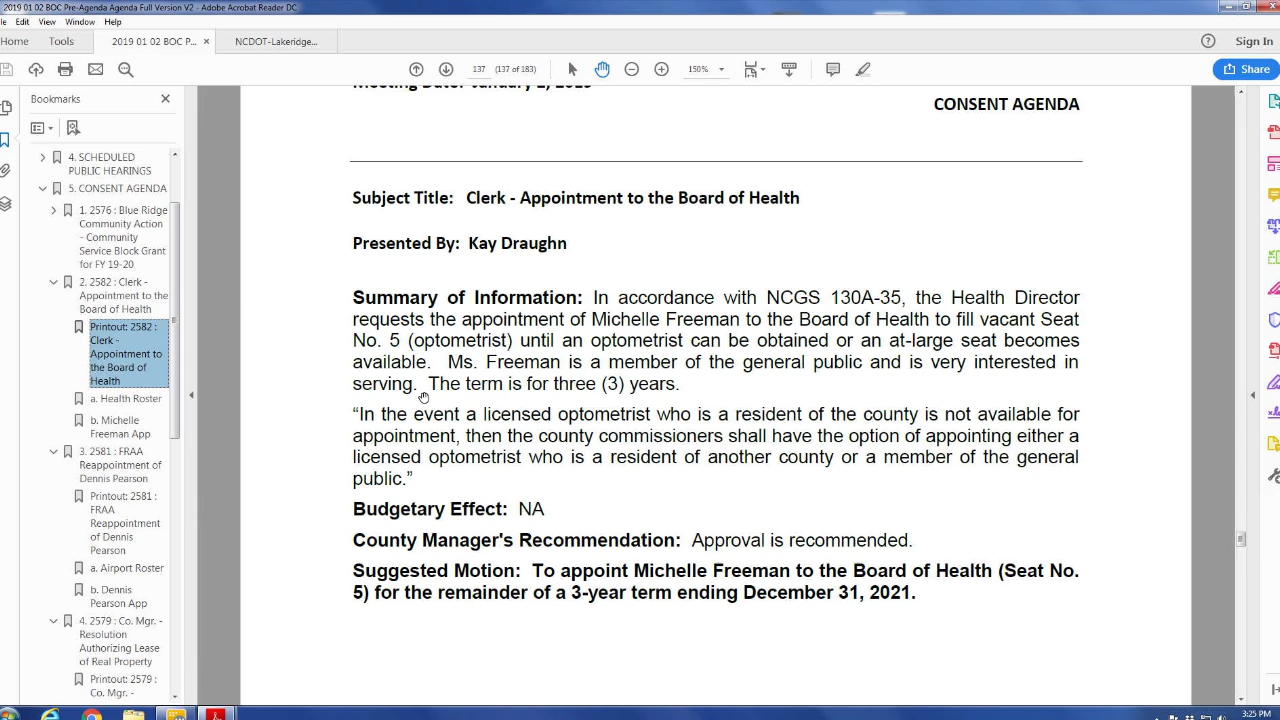 2019 01 02 BOC Pre-Agenda Agenda Full Version V2 - Adobe Acrobat Reader DC
Edit View Window Help
Home Tools 2019 01 02 BOC P... × NCDOT-Lakeridge... Sign In
137 (137 of 183) 150% Share
Bookmarks
4. SCHEDULED
PUBLIC HEARINGS
5. CONSENT AGENDA
1. 2576 : Blue Ridge
Community Action
- Community
Service Block Grant
for FY 19-20
2. 2582 : Clerk -
Appointment to the
Board of Health
Printout: 2582 :
Clerk -
Appointment to
the Board of
Health
a. Health Roster
b. Michelle
Freeman App
3. 2581 : FRAA
Reappointment of
Dennis Pearson
Printout: 2581 :
FRAA
Reappointment
of Dennis
Pearson
a. Airport Roster
b. Dennis
Pearson App
4. 2579 : Co. Mgr. -
Resolution
Authorizing Lease
of Real Property
Printout: 2579 :
Co. Mgr. -
CONSENT AGENDA
Subject Title: Clerk - Appointment to the Board of Health
Presented By: Kay Draughn
Summary of Information: In accordance with NCGS 130A-35, the Health Director
requests the appointment of Michelle Freeman to the Board of Health to fill vacant Seat
No. 5 (optometrist) until an optometrist can be obtained or an at-large seat becomes
available. Ms. Freeman is a member of the general public and is very interested in
serving. The term is for three (3) years.
“In the event a licensed optometrist who is a resident of the county is not available for
appointment, then the county commissioners shall have the option of appointing either a
licensed optometrist who is a resident of another county or a member of the general
public.”
Budgetary Effect: NA
County Manager's Recommendation: Approval is recommended.
Suggested Motion: To appoint Michelle Freeman to the Board of Health (Seat No.
5) for the remainder of a 3-year term ending December 31, 2021.
3:25 PM